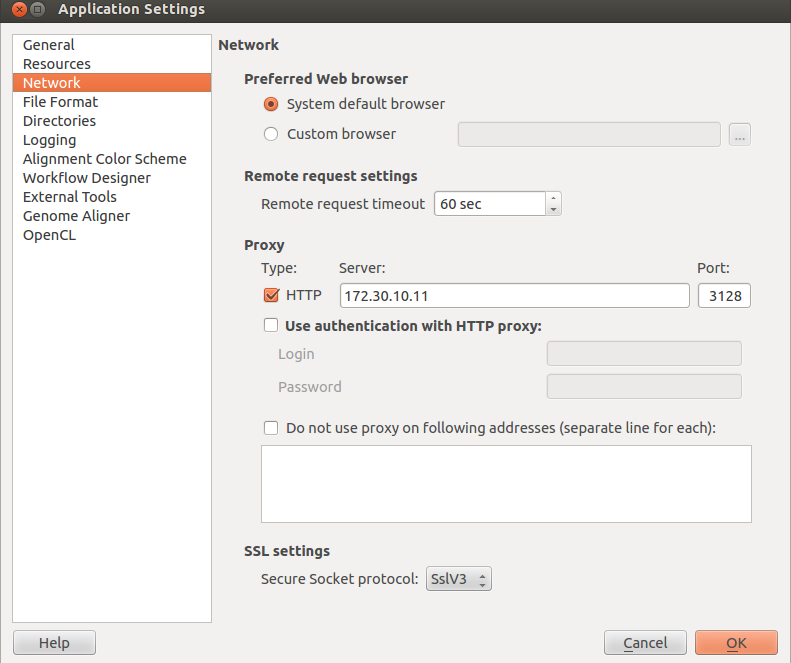 Application Settings
General
Resources
Network
File Format
Directories
Logging
Alignment Color Scheme
Workflow Designer
External Tools
Genome Aligner
OpenCL
Network
Preferred Web browser
System default browser
Custom browser
...
Remote request settings
Remote request timeout 60 sec
Proxy
Type: Server: Port:
HTTP 172.30.10.11 3128
Use authentication with HTTP proxy:
Login
Password
Do not use proxy on following addresses (separate line for each):
SSL settings
Secure Socket protocol: SslV3
Help Cancel OK